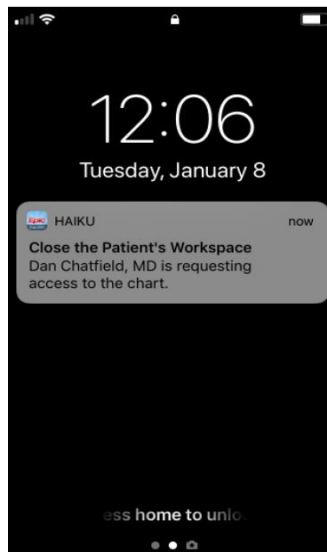 12:06
Tuesday, January 8
Epic
HAIKU now
Close the Patient's Workspace
Dan Chatfield, MD is requesting
access to the chart.
ess home to unlo